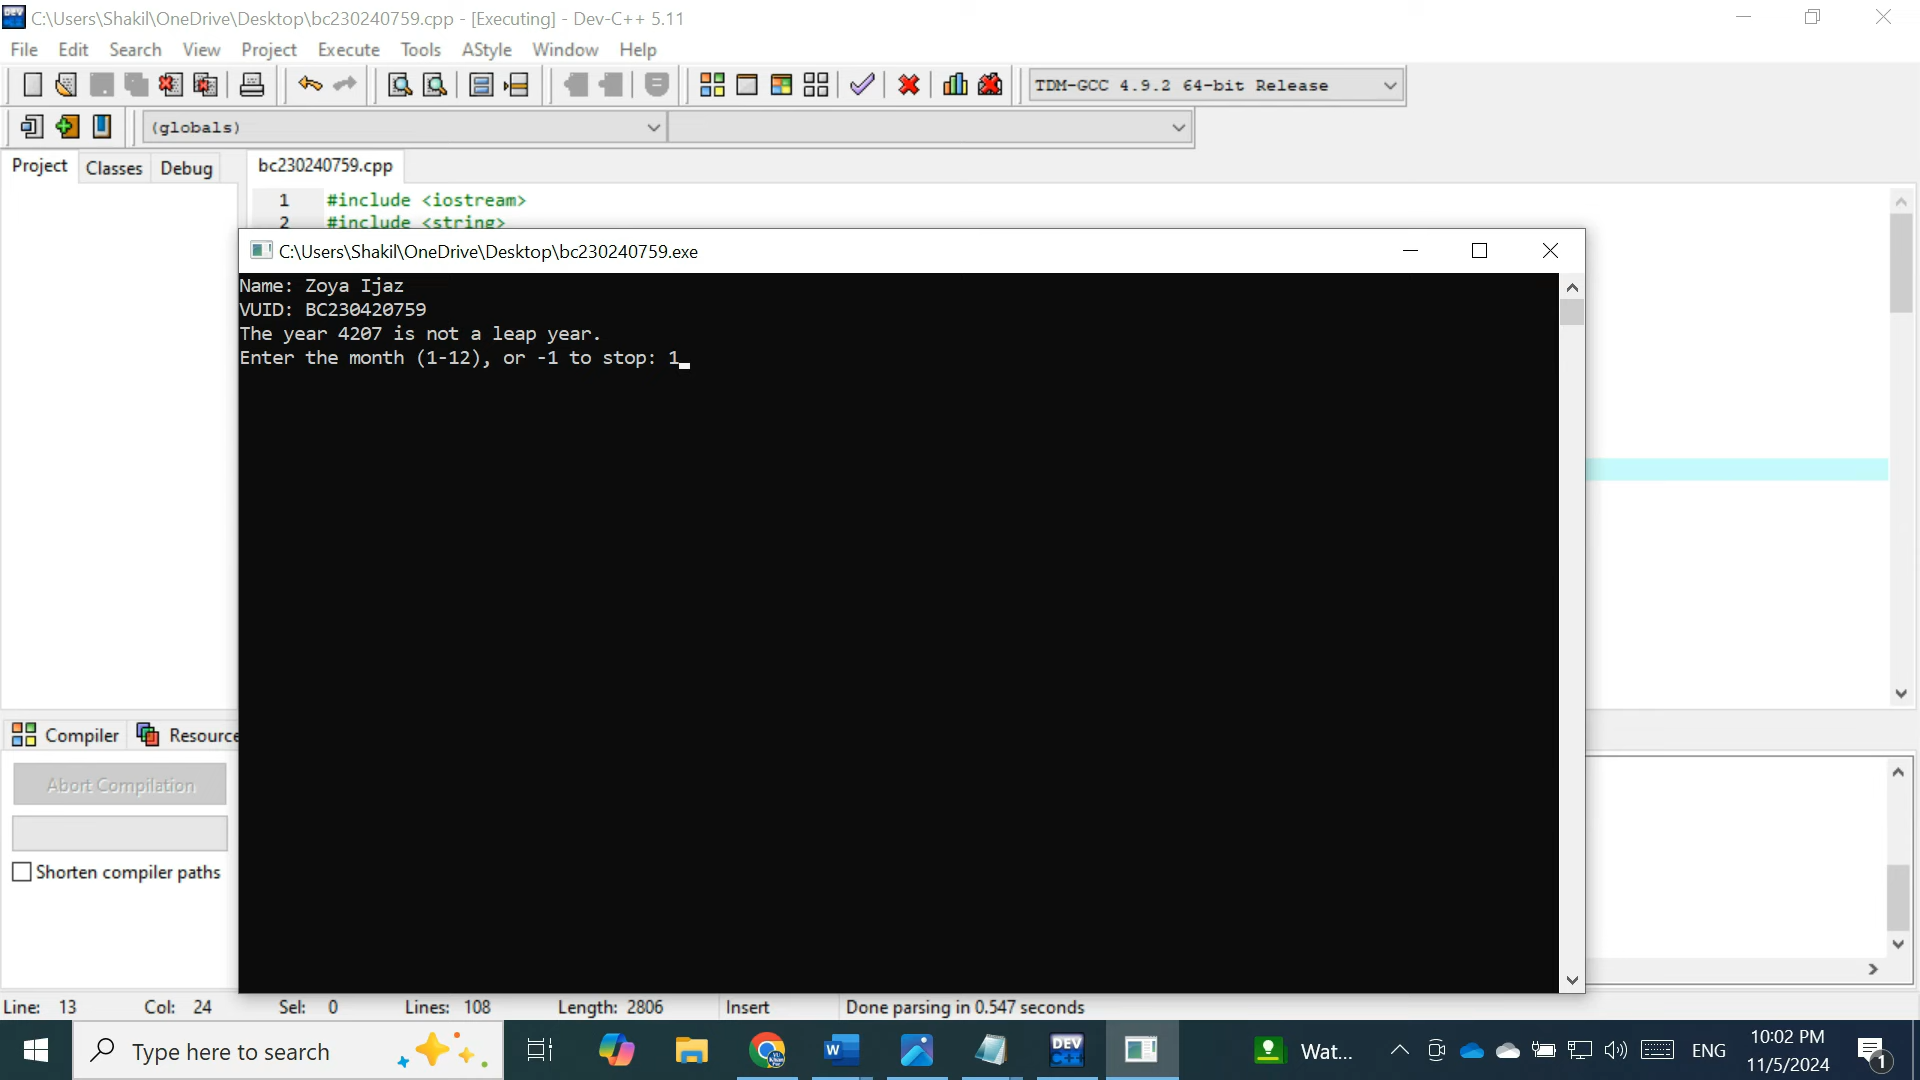 C:\Users\Shakil\OneDrive\Desktop\bc230240759.cpp - [Executing] - Dev-C++ 5.11
File Edit Search View Project Execute Tools AStyle Window Help
TDM-GCC 4.9.2 64-bit Release
(globals)
Project Classes Debug bc230240759.cpp
1 #include <iostream>
2 #include <string>
C:\Users\Shakil\OneDrive\Desktop\bc230240759.exe
Name: Zoya Ijaz
VUID: BC230420759
The year 4207 is not a leap year.
Enter the month (1-12), or -1 to stop: 1
Compiler Resource
Abort Compilation
Shorten compiler paths
Line: 13 Col: 24 Sel: 0 Lines: 108 Length: 2806 Insert Done parsing in 0.547 seconds
Type here to search DEV C++ Wat... ENG 10:02 PM
11/5/2024 1